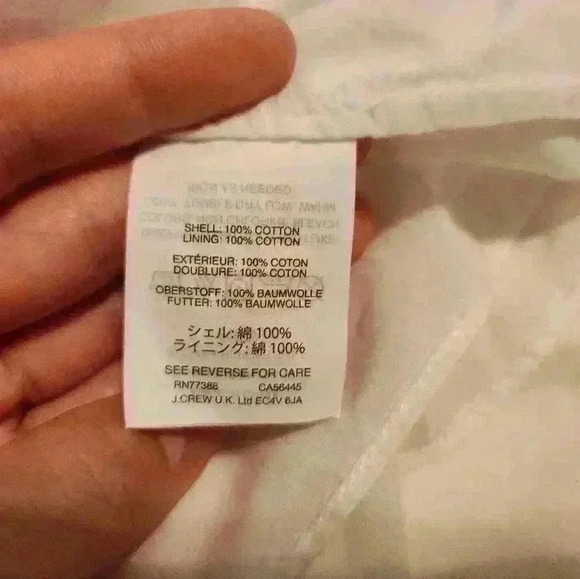 SHELL: 100% COTTON
LINING: 100% COTTON
EXTÉRIEUR: 100% COTON
DOUBLURE: 100% COTON
OBERSTOFF: 100% BAUMWOLLE
FUTTER: 100% BAUMWOLLE
シェル: 綿 100%
ライニング: 綿 100%
SEE REVERSE FOR CARE
RN77388 CA56445
J.CREW U.K. Ltd EC4V 6JA